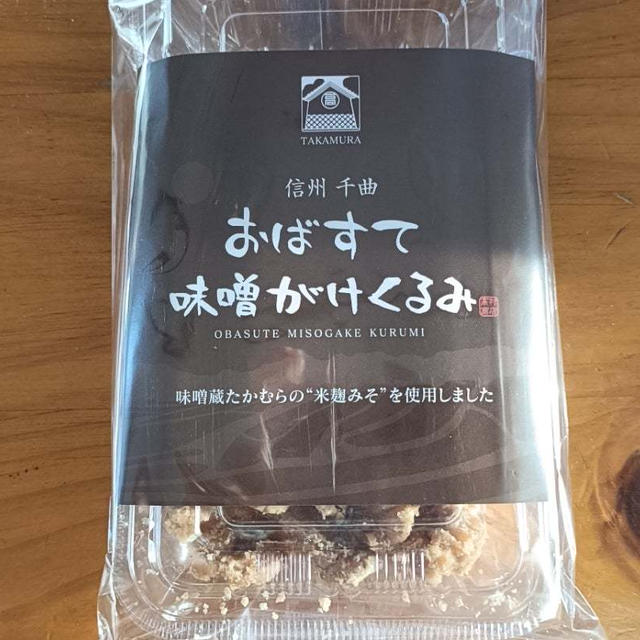 TAKAMURA
信州 千曲
おばすて
味噌がけくるみ
OBASUTE MISOGAKE KURUMI
味噌蔵たかむらの“米麹みそ”を使用しました